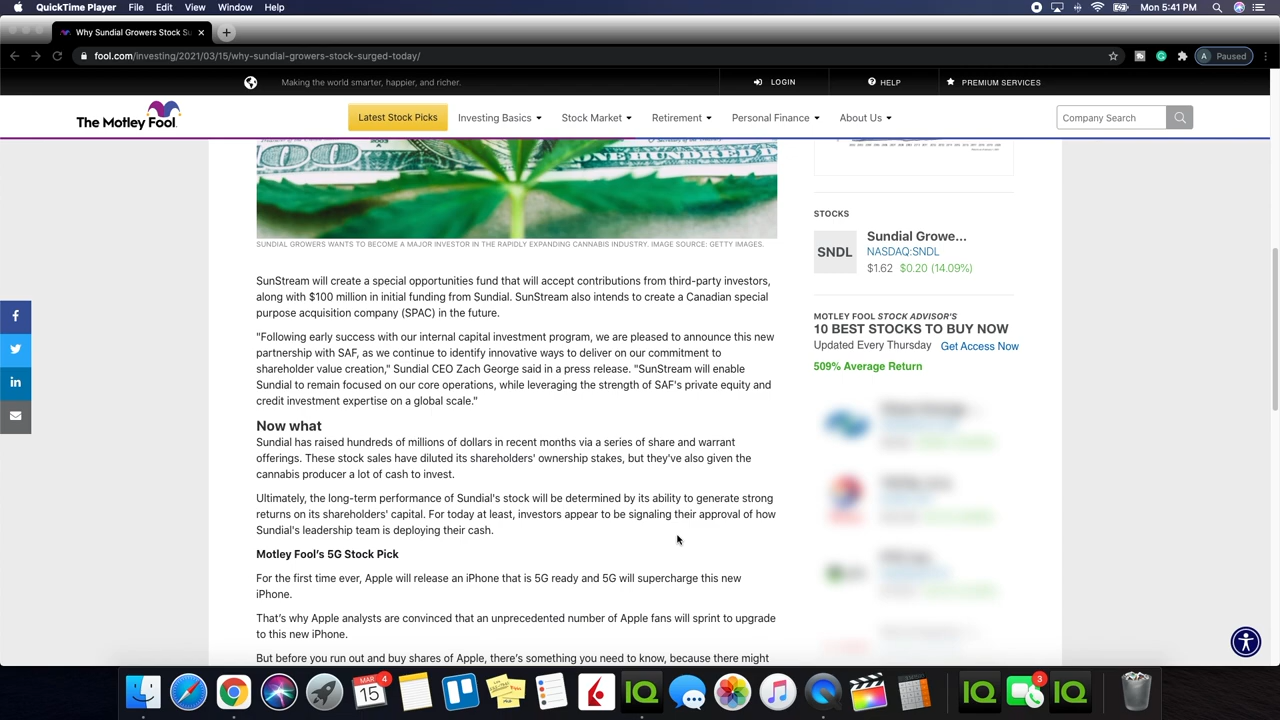 QuickTime Player File Edit View Window Help Mon 5:41 PM
Why Sundial Growers Stock Su
fool.com/investing/2021/03/15/why-sundial-growers-stock-surged-today/ A Paused
Making the world smarter, happier, and richer. LOGIN HELP PREMIUM SERVICES
The Motley Fool. Latest Stock Picks Investing Basics Stock Market Retirement Personal Finance About Us Company Search
2003 ONE HUNDRED
SUNDIAL GROWERS WANTS TO BECOME A MAJOR INVESTOR IN THE RAPIDLY EXPANDING CANNABIS INDUSTRY. IMAGE SOURCE: GETTY IMAGES.
SunStream will create a special opportunities fund that will accept contributions from third-party investors,
along with $100 million in initial funding from Sundial. SunStream also intends to create a Canadian special
purpose acquisition company (SPAC) in the future.
"Following early success with our internal capital investment program, we are pleased to announce this new
partnership with SAF, as we continue to identify innovative ways to deliver on our commitment to
shareholder value creation," Sundial CEO Zach George said in a press release. "SunStream will enable
Sundial to remain focused on our core operations, while leveraging the strength of SAF's private equity and
credit investment expertise on a global scale."
Now what
Sundial has raised hundreds of millions of dollars in recent months via a series of share and warrant
offerings. These stock sales have diluted its shareholders' ownership stakes, but they've also given the
cannabis producer a lot of cash to invest.
Ultimately, the long-term performance of Sundial's stock will be determined by its ability to generate strong
returns on its shareholders' capital. For today at least, investors appear to be signaling their approval of how
Sundial's leadership team is deploying their cash.
Motley Fool's 5G Stock Pick
For the first time ever, Apple will release an iPhone that is 5G ready and 5G will supercharge this new
iPhone.
That's why Apple analysts are convinced that an unprecedented number of Apple fans will sprint to upgrade
to this new iPhone.
But before you run out and buy shares of Apple, there's something you need to know, because there might
STOCKS
SNDL
Sundial Growe...
NASDAQ:SNDL
$1.62 $0.20 (14.09%)
MOTLEY FOOL STOCK ADVISOR'S
10 BEST STOCKS TO BUY NOW
Updated Every Thursday Get Access Now
509% Average Return
MAR 4
15
IQ
IQ
3
IQ